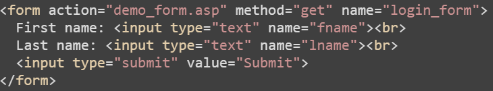 <form action="demo_form.asp" method="get" name="login_form">
First name: <input type="text" name="fname"><br>
Last name: <input type="text" name="lname"><br>
<input type="submit" value="Submit">
</form>